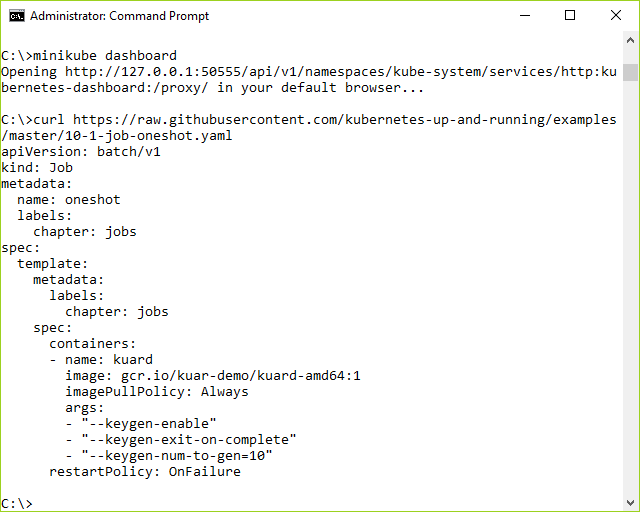 Administrator: Command Prompt
C:\>minikube dashboard
Opening http://127.0.0.1:50555/api/v1/namespaces/kube-system/services/http:ku
bernetes-dashboard:/proxy/ in your default browser...
C:\>curl https://raw.githubusercontent.com/kubernetes-up-and-running/examples
/master/10-1-job-oneshot.yaml
apiVersion: batch/v1
kind: Job
metadata:
  name: oneshot
  labels:
    chapter: jobs
spec:
  template:
    metadata:
      labels:
        chapter: jobs
    spec:
      containers:
      - name: kuard
        image: gcr.io/kuar-demo/kuard-amd64:1
        imagePullPolicy: Always
        args:
        - "--keygen-enable"
        - "--keygen-exit-on-complete"
        - "--keygen-num-to-gen=10"
      restartPolicy: OnFailure
C:\>